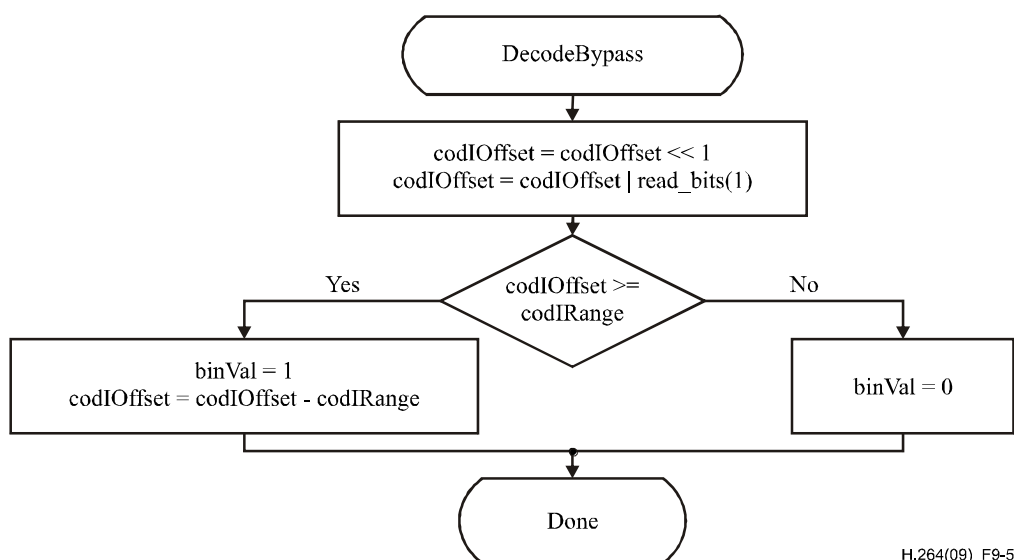 DecodeBypass
codIOffset = codIOffset << 1
codIOffset = codIOffset | read_bits(1)
codIOffset >=
codIRange
Yes
No
binVal = 1
codIOffset = codIOffset - codIRange
binVal = 0
Done
H.264(09)_F9-5